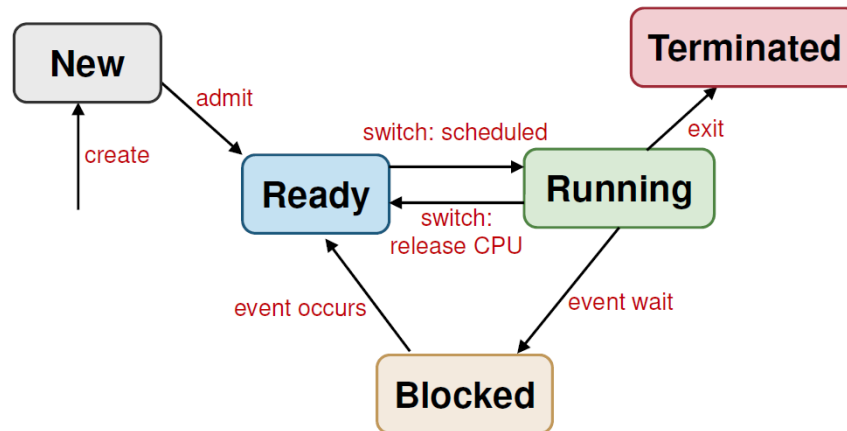 New
Terminated
admit
create
switch: scheduled
exit
Ready
Running
switch:
release CPU
event occurs
event wait
Blocked